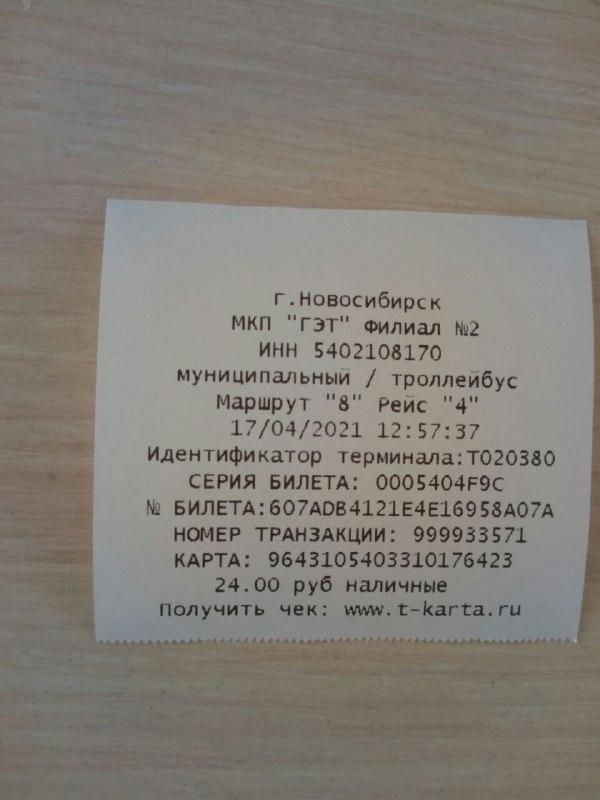 г.Новосибирск
МКП "ГЭТ" Филиал №2
ИНН 5402108170
муниципальный / троллейбус
Маршрут "8" Рейс "4"
17/04/2021 12:57:37
Идентификатор терминала:T020380
СЕРИЯ БИЛЕТА: 0005404F9C
№ БИЛЕТА:607ADB4121E4E16958A07A
НОМЕР ТРАНЗАКЦИИ: 999933571
КАРТА: 9643105403310176423
24.00 руб наличные
Получить чек: www.t-karta.ru